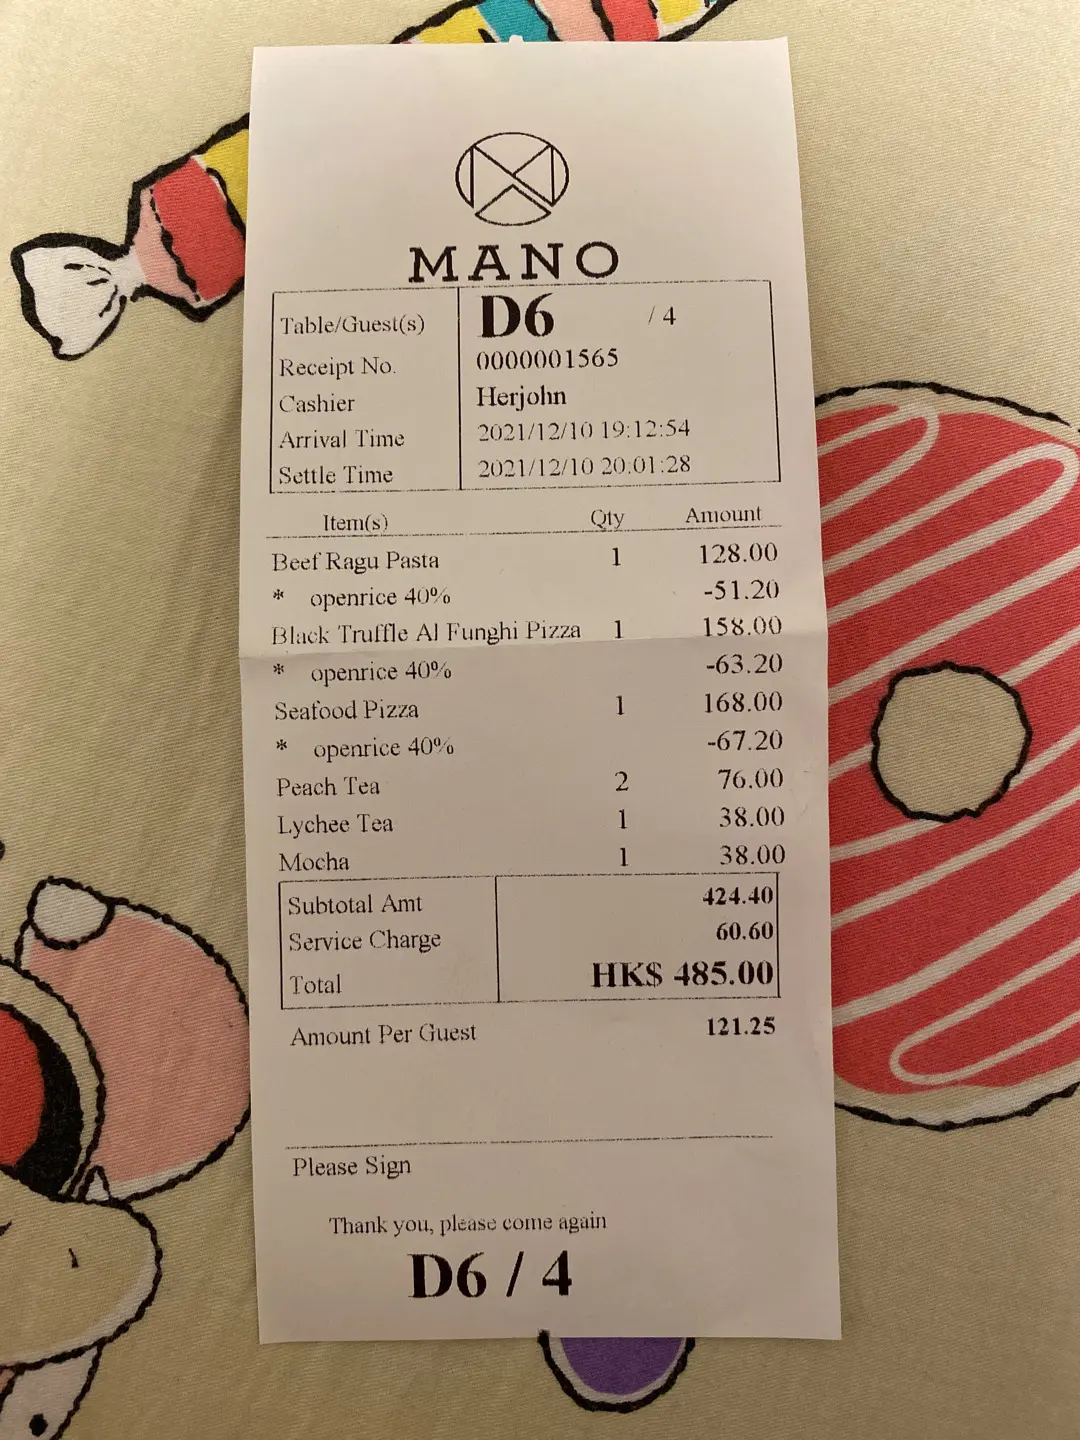 MANO
Table/Guest(s) D6 / 4
Receipt No. 0000001565
Cashier Herjohn
Arrival Time 2021/12/10 19:12:54
Settle Time 2021/12/10 20:01:28
Item(s) Qty Amount
Beef Ragu Pasta 1 128.00
* openrice 40% -51.20
Black Truffle Al Funghi Pizza 1 158.00
* openrice 40% -63.20
Seafood Pizza 1 168.00
* openrice 40% -67.20
Peach Tea 2 76.00
Lychee Tea 1 38.00
Mocha 1 38.00
Subtotal Amt 424.40
Service Charge 60.60
Total HK$ 485.00
Amount Per Guest 121.25
Please Sign
Thank you, please come again
D6 / 4